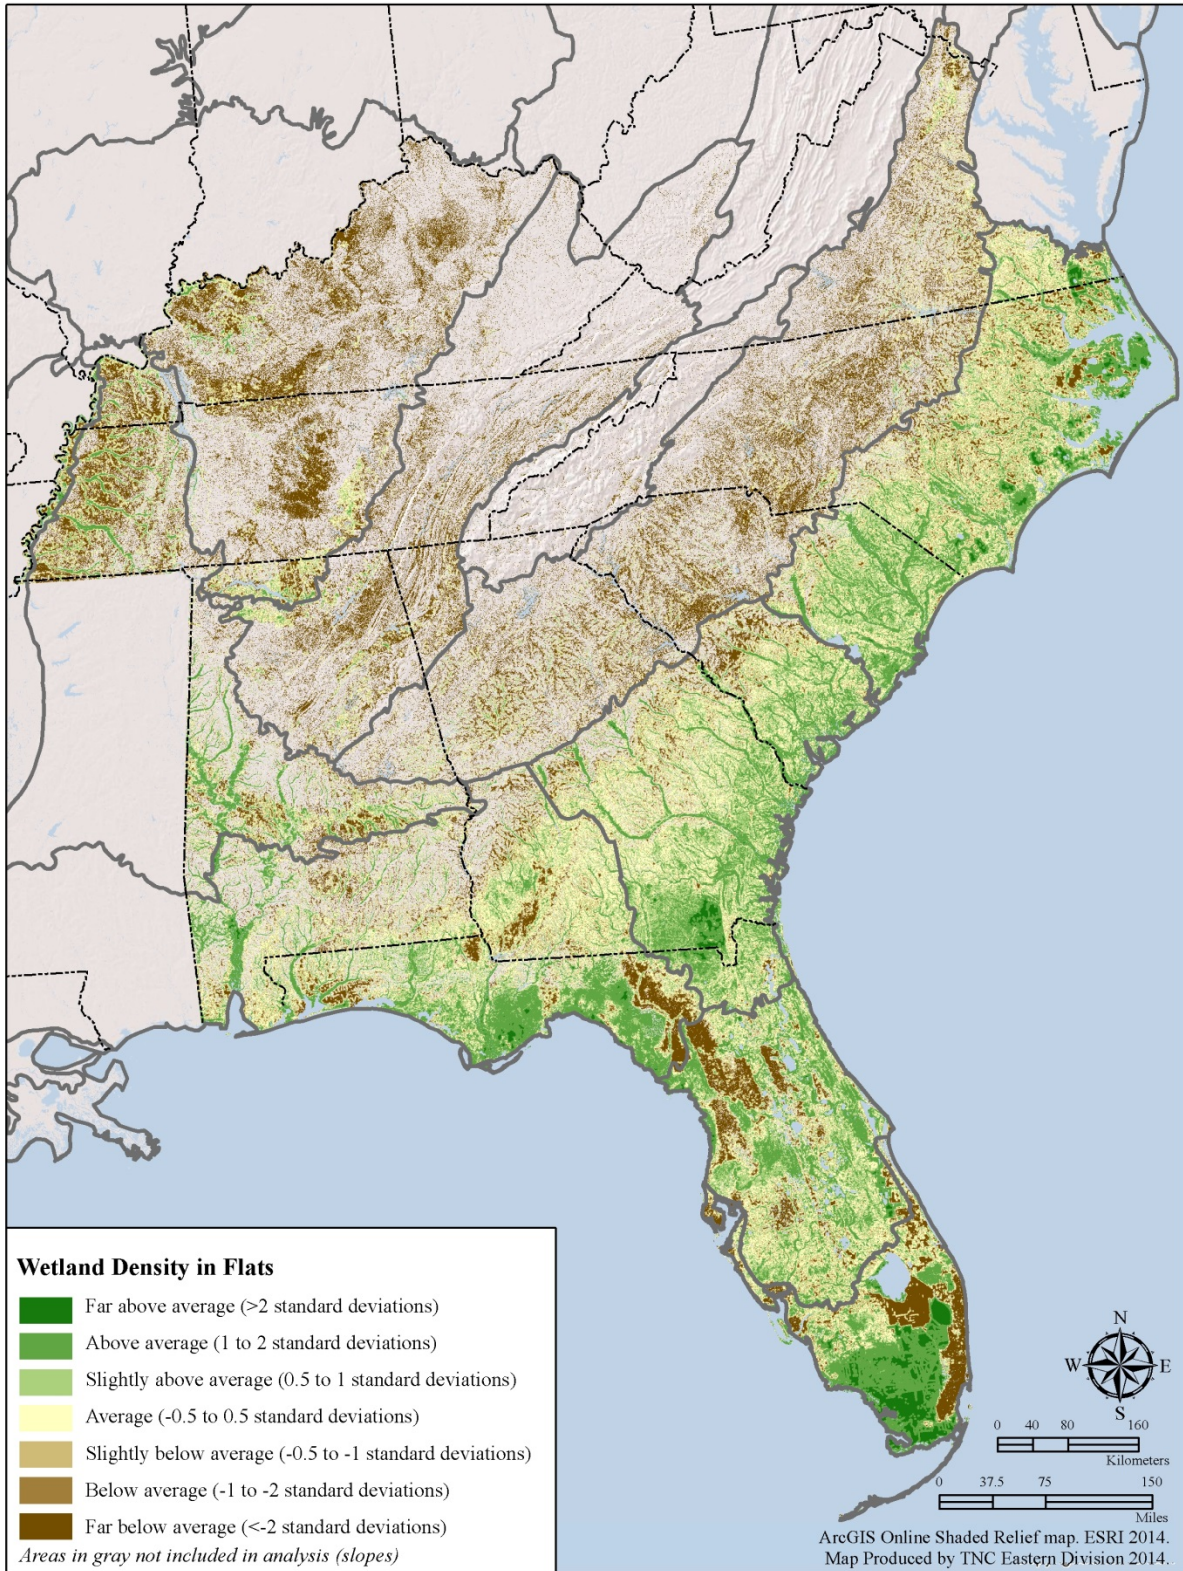 Wetland Density in Flats
Far above average (>2 standard deviations)
Above average (1 to 2 standard deviations)
Slightly above average (0.5 to 1 standard deviations)
Average (-0.5 to 0.5 standard deviations)
Slightly below average (-0.5 to -1 standard deviations)
Below average (-1 to -2 standard deviations)
Far below average (<-2 standard deviations)
Areas in gray not included in analysis (slopes)
N
W E
S
0 40 80 160
Kilometers
0 37.5 75 150
Miles
ArcGIS Online Shaded Relief map. ESRI 2014.
Map Produced by TNC Eastern Division 2014.